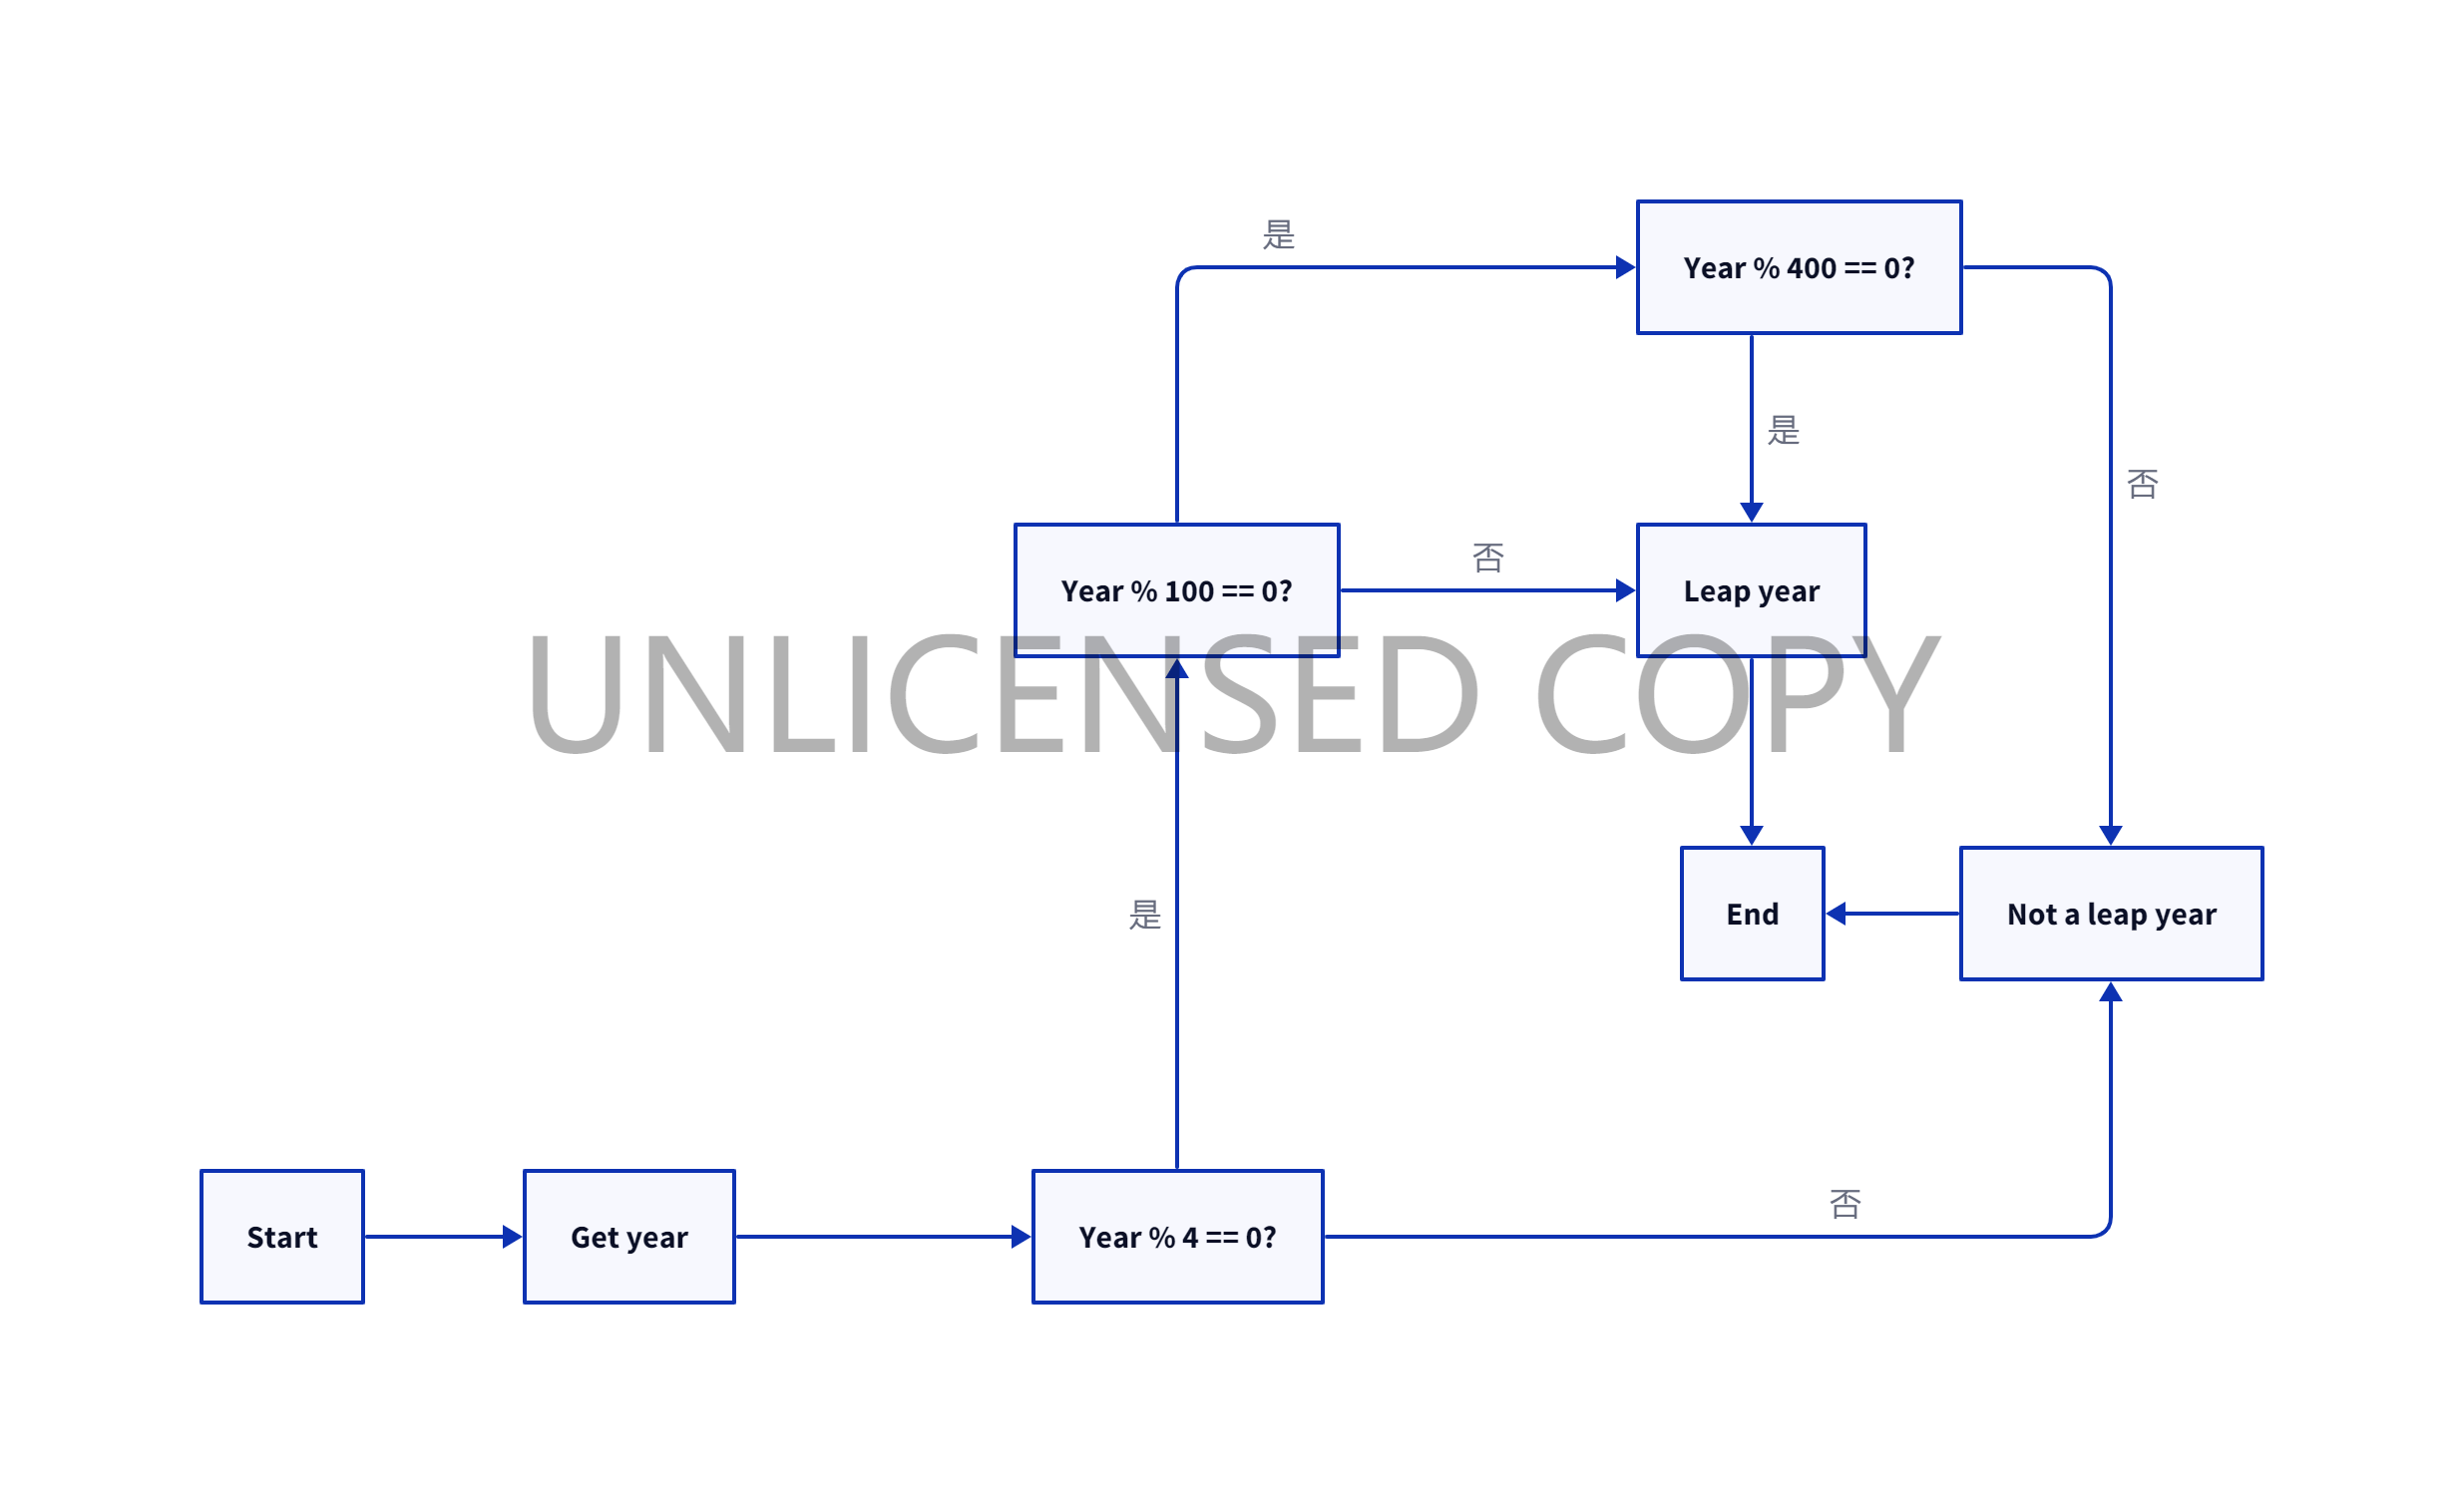 是
Year % 400 == 0?
是
否
Year % 100 == 0?
否
Leap year
UNLICENSED COPY
是
End
Not a leap year
Start
Get year
Year % 4 == 0?
否